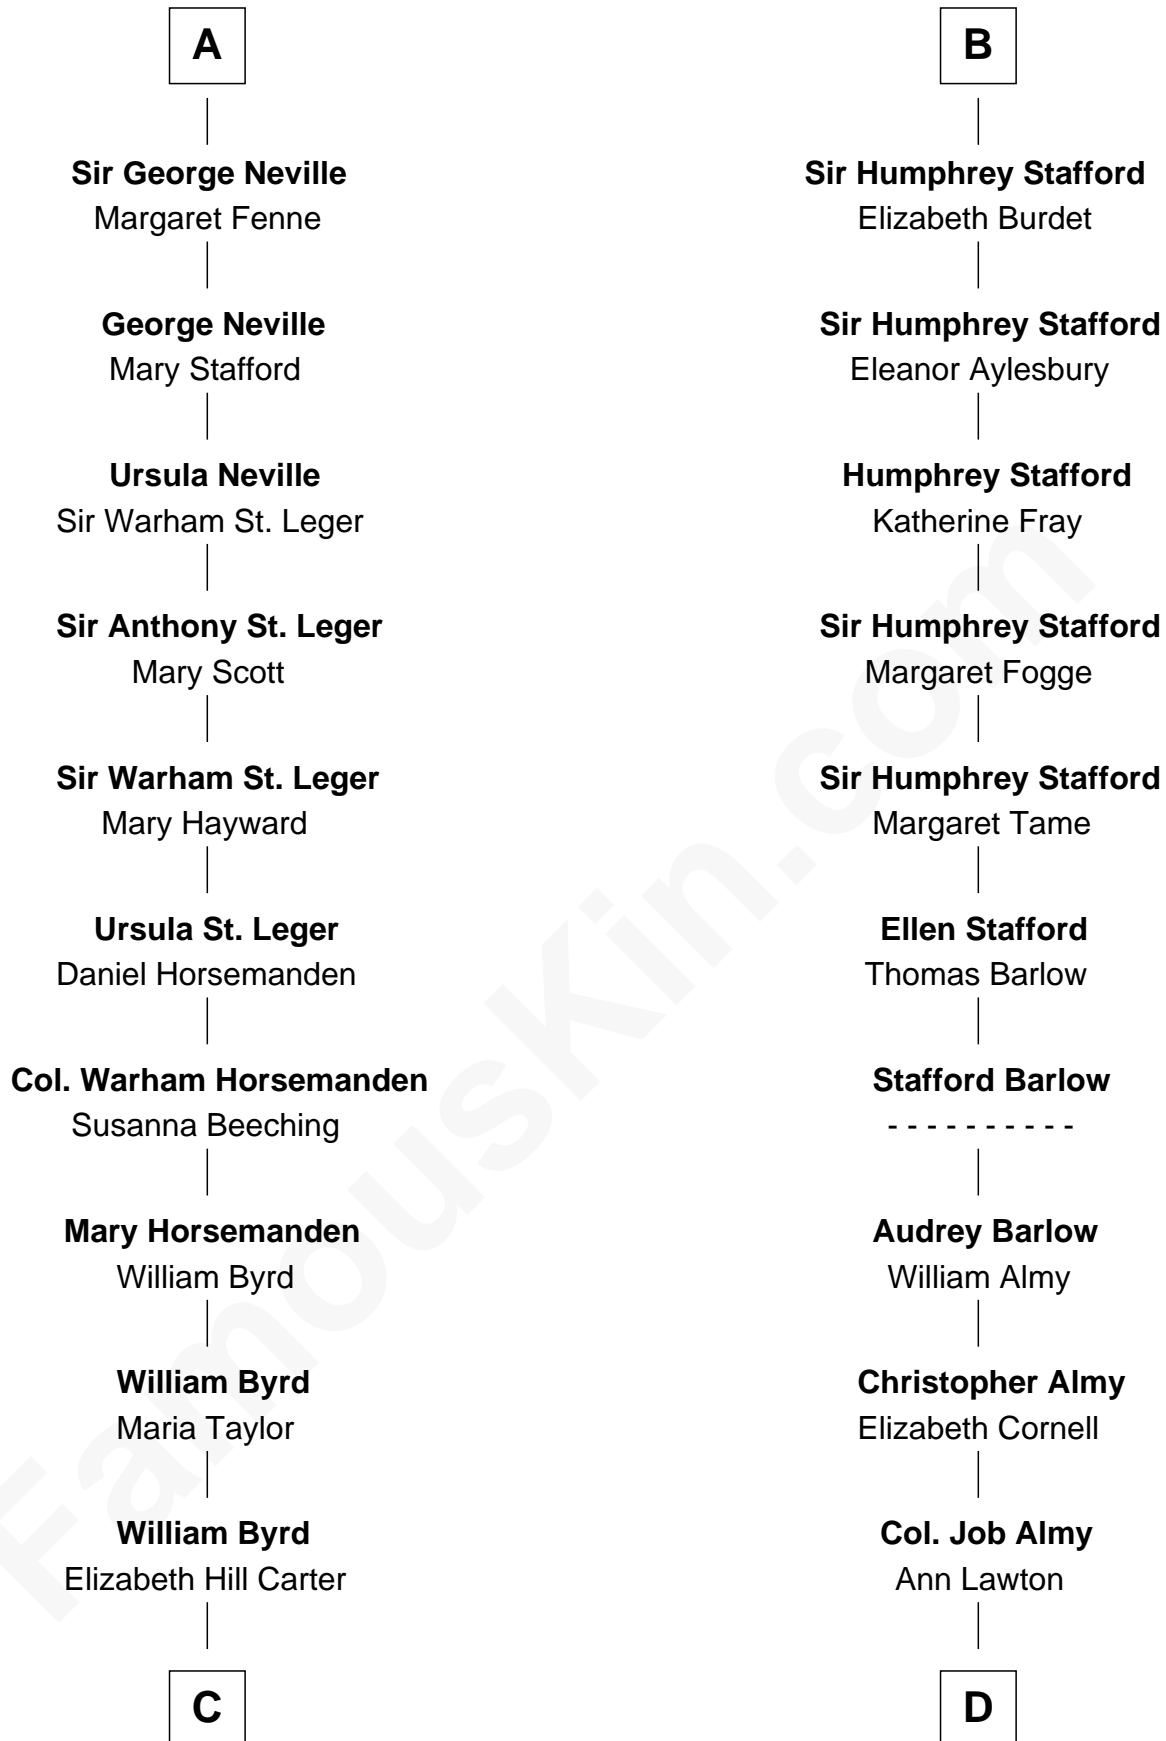 A
Sir George Neville
Margaret Fenne
George Neville
Mary Stafford
Ursula Neville
Sir Warham St. Leger
Sir Anthony St. Leger
Mary Scott
Sir Warham St. Leger
Mary Hayward
Ursula St. Leger
Daniel Horsemanden
Col. Warham Horsemanden
Susanna Beeching
Mary Horsemanden
William Byrd
William Byrd
Maria Taylor
William Byrd
Elizabeth Hill Carter
C
B
Sir Humphrey Stafford
Elizabeth Burdet
Sir Humphrey Stafford
Eleanor Aylesbury
Humphrey Stafford
Katherine Fray
Sir Humphrey Stafford
Margaret Fogge
Sir Humphrey Stafford
Margaret Tame
Ellen Stafford
Thomas Barlow
Stafford Barlow
- - - - - - - - - -
Audrey Barlow
William Almy
Christopher Almy
Elizabeth Cornell
Col. Job Almy
Ann Lawton
D
FamousKin.com